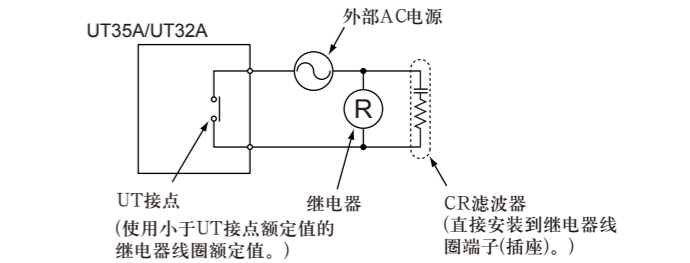 外部AC电源
UT35A/UT32A
R
UT接点
(使用小于UT接点额定值的
继电器线圈额定值。)
继电器
CR滤波器
(直接安装到继电器线
圈端子(插座)。)